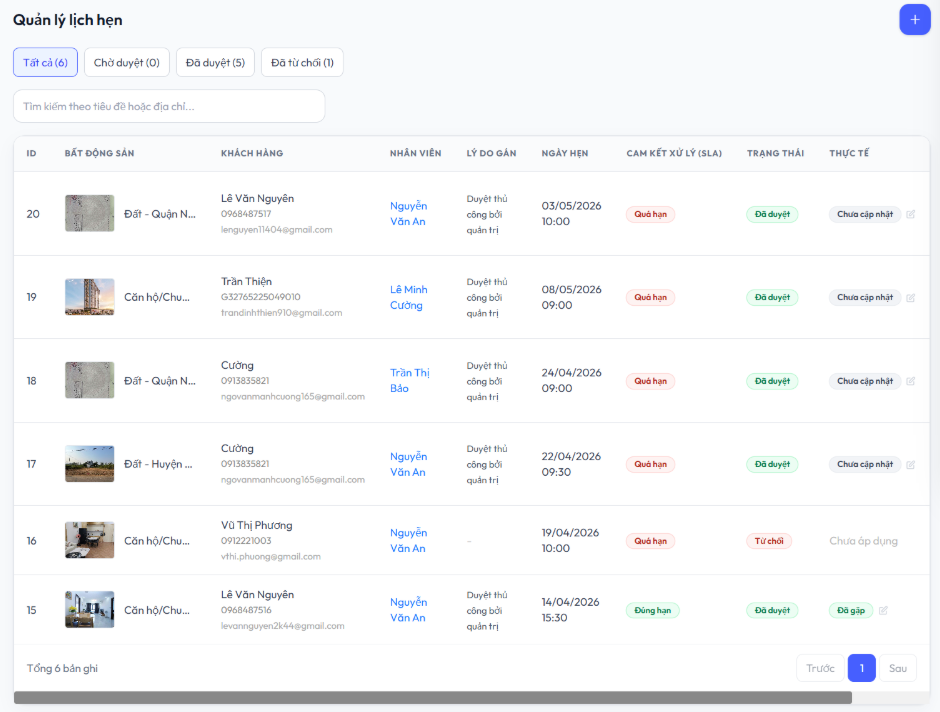 Quản lý lịch hẹn
+
Tất cả (6) Chờ duyệt (0) Đã duyệt (5) Đã từ chối (1)
Tìm kiếm theo tiêu đề hoặc địa chỉ...
ID BẤT ĐỘNG SẢN KHÁCH HÀNG NHÂN VIÊN LÝ DO GÁN NGÀY HẸN CAM KẾT XỬ LÝ (SLA) TRẠNG THÁI THỰC TẾ
20 Đất - Quận N...
Lê Văn Nguyên
0968487517
lenguyen11404@gmail.com
Nguyễn
Văn An
Duyệt thủ
công bởi
quản trị
03/05/2026
10:00
Quá hạn Đã duyệt Chưa cập nhật
19 Căn hộ/Chu...
Trần Thiện
G32765225049010
trandinhthien910@gmail.com
Lê Minh
Cường
Duyệt thủ
công bởi
quản trị
08/05/2026
09:00
Quá hạn Đã duyệt Chưa cập nhật
18 Đất - Quận N...
Cường
0913835821
ngovanmanhcuong165@gmail.com
Trần Thị
Bảo
Duyệt thủ
công bởi
quản trị
24/04/2026
09:00
Quá hạn Đã duyệt Chưa cập nhật
17 Đất - Huyện ...
Cường
0913835821
ngovanmanhcuong165@gmail.com
Nguyễn
Văn An
Duyệt thủ
công bởi
quản trị
22/04/2026
09:30
Quá hạn Đã duyệt Chưa cập nhật
16 Căn hộ/Chu...
Vũ Thị Phương
0912221003
vthi.phuong@gmail.com
Nguyễn
Văn An
-
19/04/2026
10:00
Quá hạn Từ chối Chưa áp dụng
15 Căn hộ/Chu...
Lê Văn Nguyên
0968487516
levannguyen2k44@gmail.com
Nguyễn
Văn An
Duyệt thủ
công bởi
quản trị
14/04/2026
15:30
Đúng hạn Đã duyệt Đã gặp
Tổng 6 bản ghi Trước 1 Sau